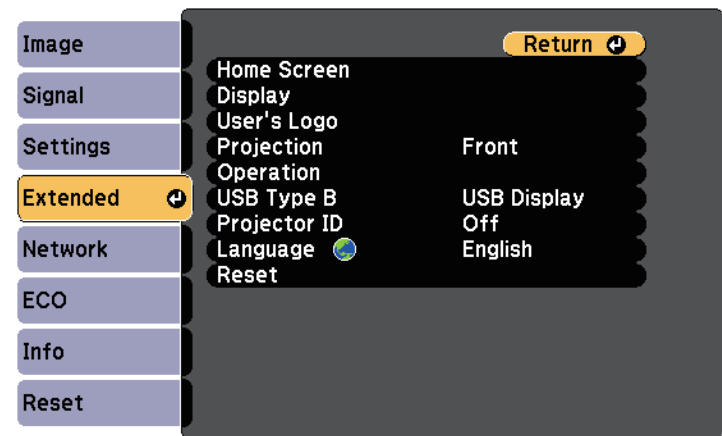 Image
Signal
Settings
Extended
Network
ECO
Info
Reset
Return
Home Screen
Display
User's Logo
Projection Front
Operation
USB Type B USB Display
Projector ID Off
Language English
Reset